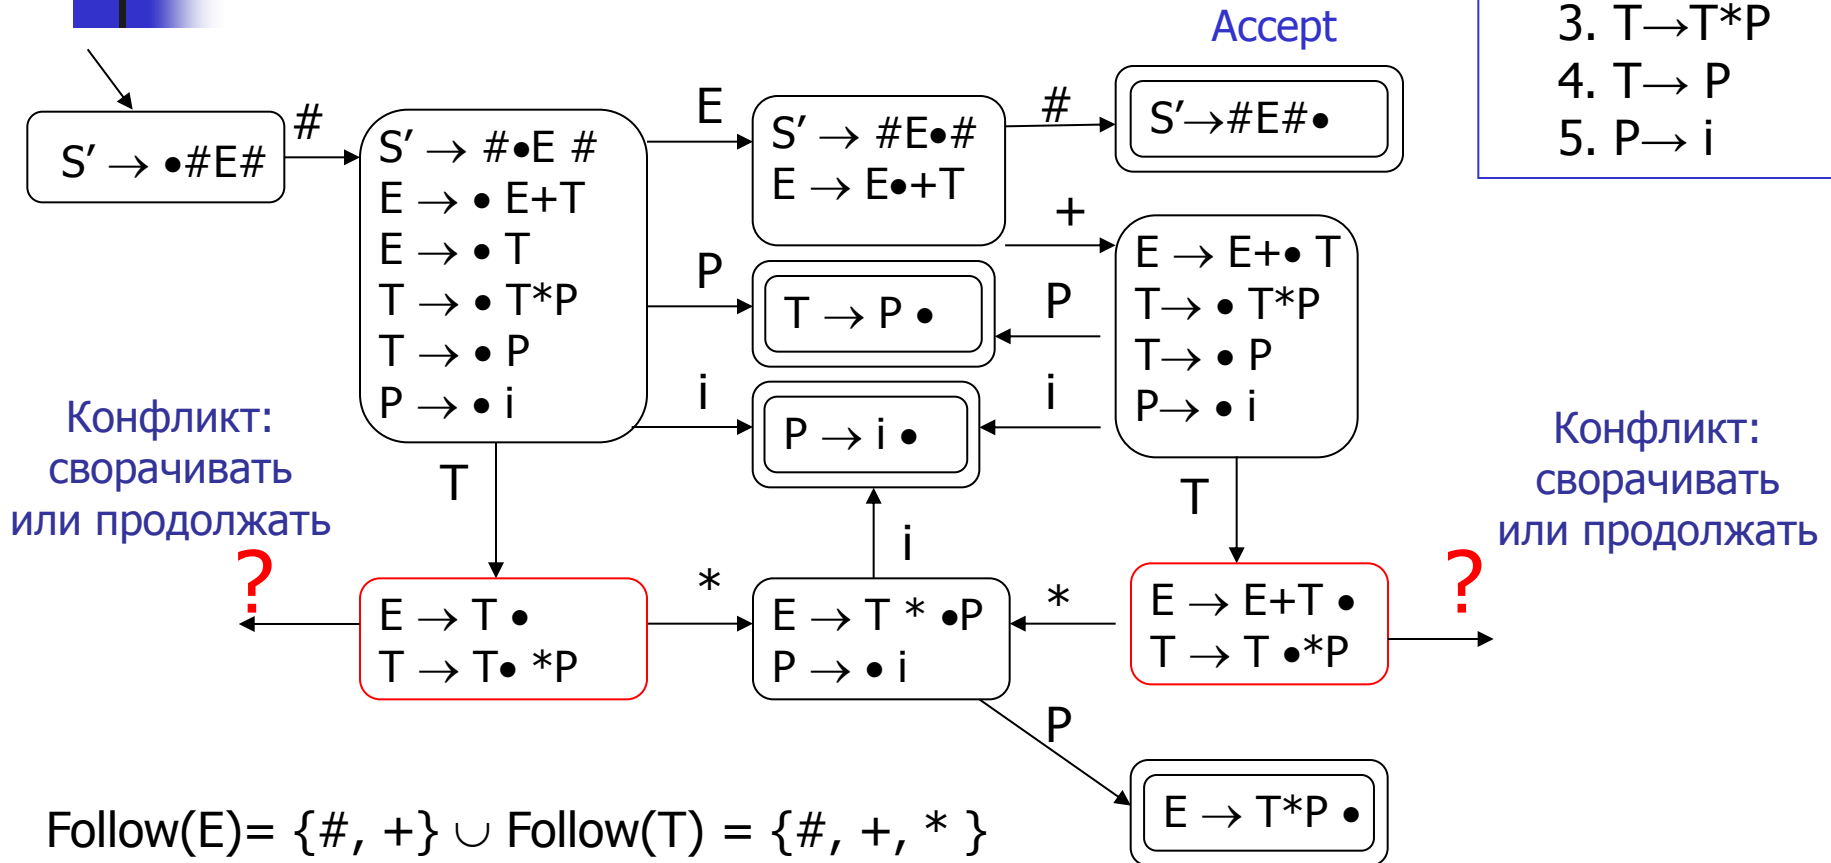 Accept
3. T→T*P
4. T→ P
5. P→ i
S′ → •#E#
#
S′ → #•E #
E → • E+T
E → • T
T → • T*P
T → • P
P → • i
E
S′ → #E•#
E → E•+T
#
S′→#E#•
+
P
T → P •
P
E → E+• T
T→ • T*P
T→ • P
P→ • i
i
P → i •
i
Конфликт:
сворачивать
или продолжать
?
T
i
T
Конфликт:
сворачивать
или продолжать
?
E → T •
T → T• *P
*
E → T * •P
P → • i
*
E → E+T •
T → T •*P
P
E → T*P •
Follow(E)= {#, +} ∪ Follow(T) = {#, +, * }